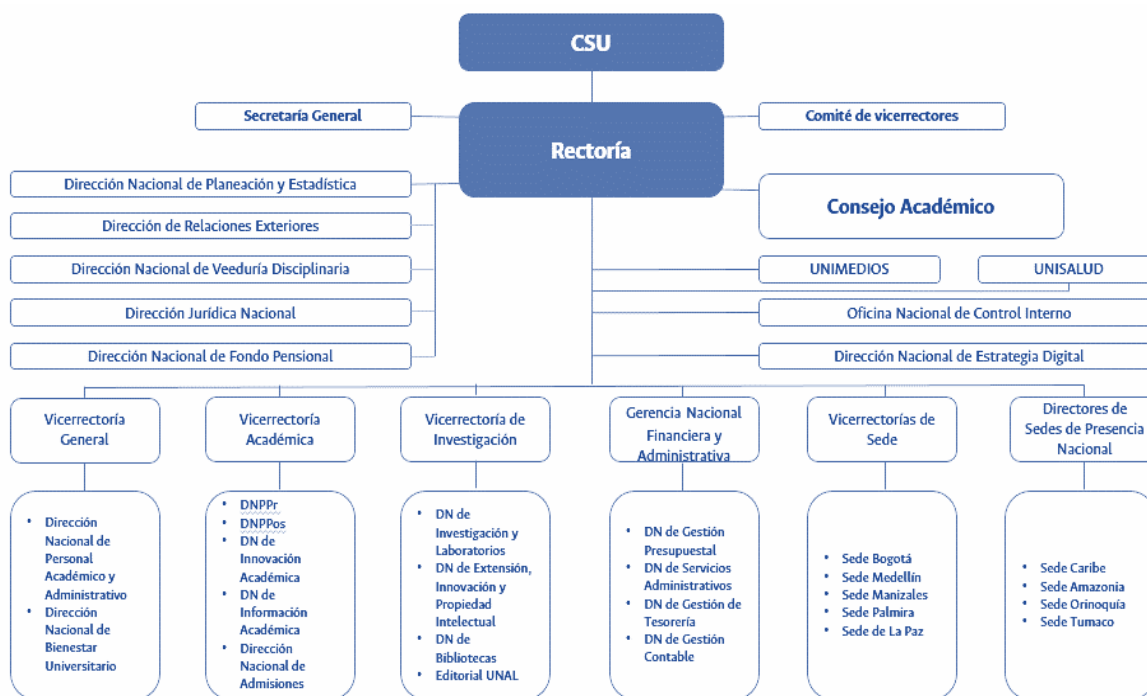 CSU
Secretaría General
Comité de vicerrectores
Rectoría
Dirección Nacional de Planeación y Estadística
Consejo Académico
Dirección de Relaciones Exteriores
Dirección Nacional de Veeduría Disciplinaria
UNIMEDIOS
UNISALUD
Dirección Jurídica Nacional
Oficina Nacional de Control Interno
Dirección Nacional de Fondo Pensional
Dirección Nacional de Estrategia Digital
Vicerrectoría
General
Vicerrectoría
Académica
Vicerrectoría de
Investigación
Gerencia Nacional
Financiera y
Administrativa
Vicerrectorías de
Sede
Directores de
Sedes de Presencia
Nacional
• Dirección
Nacional de
Personal
Académico y
Administrativo
• Dirección
Nacional de
Bienestar
Universitario
• DNPPr
• DNPPos
• DN de
Innovación
Académica
• DN de
Información
Académica
• Dirección
Nacional de
Admisiones
• DN de
Investigación y
Laboratorios
• DN de Extensión,
Innovación y
Propiedad
Intelectual
• DN de
Bibliotecas
• Editorial UNAL
• DN de Gestión
Presupuestal
• DN de Servicios
Administrativos
• DN de Gestión de
Tesorería
• DN de Gestión
Contable
• Sede Bogotá
• Sede Medellín
• Sede Manizales
• Sede Palmira
• Sede de La Paz
• Sede Caribe
• Sede Amazonia
• Sede Orinoquía
• Sede Tumaco